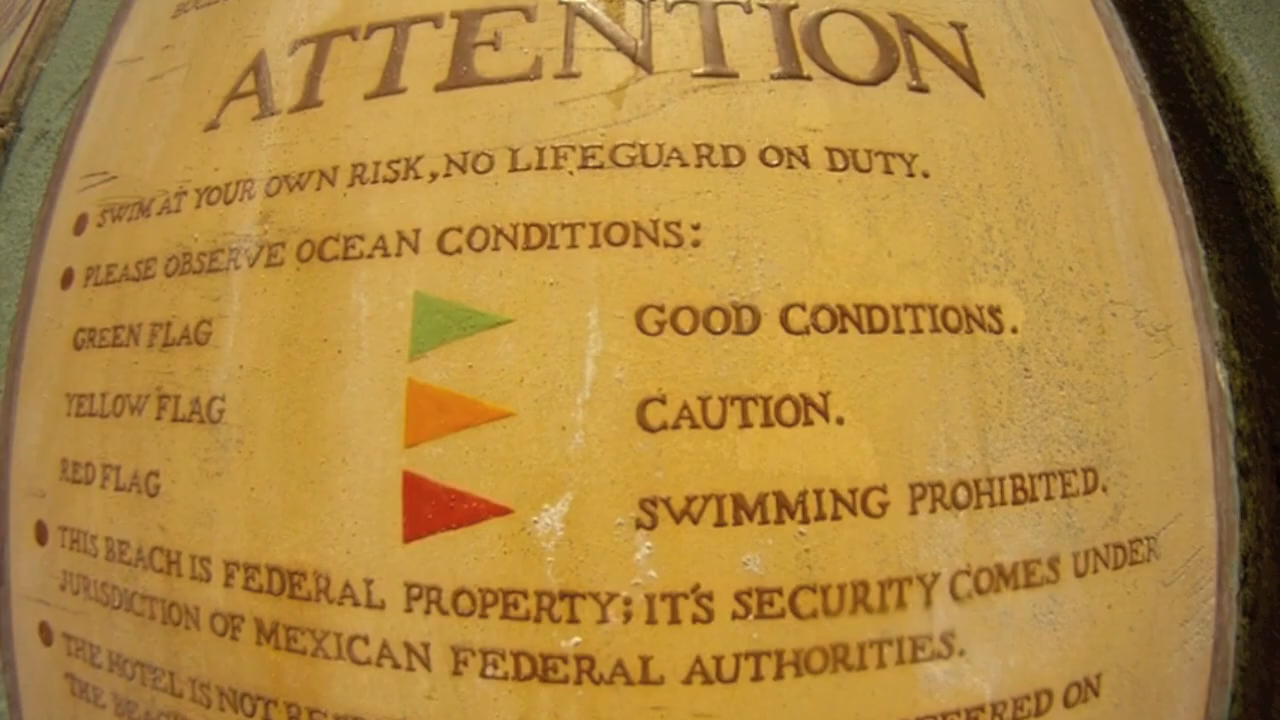 ATTENTION
• SWIM AT YOUR OWN RISK, NO LIFEGUARD ON DUTY.
• PLEASE OBSERVE OCEAN CONDITIONS:
GREEN FLAG GOOD CONDITIONS.
YELLOW FLAG CAUTION.
RED FLAG SWIMMING PROHIBITED.
• THIS BEACH IS FEDERAL PROPERTY; IT'S SECURITY COMES UNDER
JURISDICTION OF MEXICAN FEDERAL AUTHORITIES.
• THE HOTEL IS NOT
THE ON